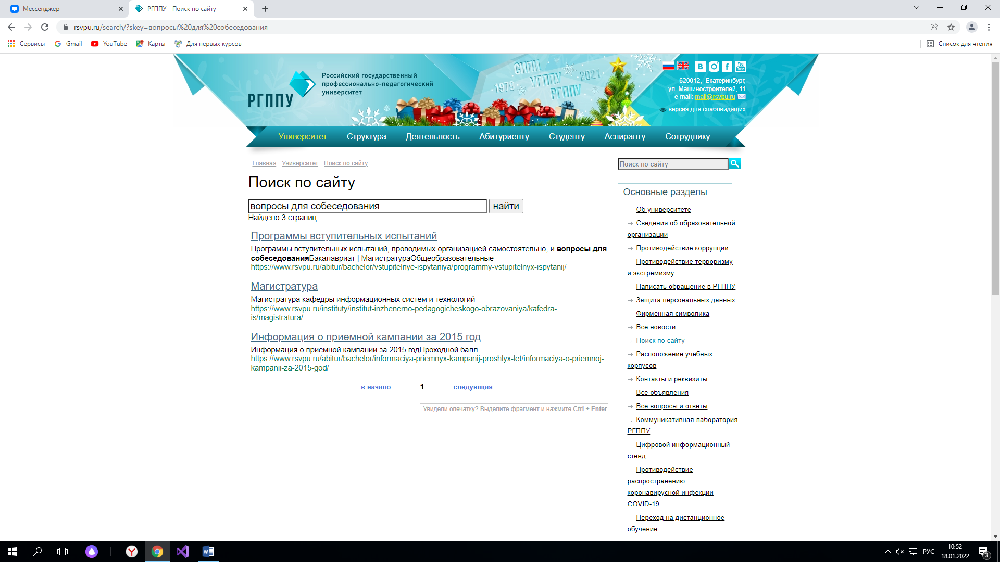 Мессенджер
РГППУ - Поиск по сайту
rsvpu.ru/search/?skey=вопросы%20для%20собеседования
Сервисы
Gmail
YouTube
Карты
Для первых курсов
Список для чтения
РГППУ
Российский государственный
профессионально-педагогический
университет
СИПИ
1979 УГППУ 2021
РГППУ
You
Tube
620012, Екатеринбург,
ул. Машиностроителей, 11
e-mail: mail@rsvpu.ru
версия для слабовидящих
Университет
Структура
Деятельность
Абитуриенту
Студенту
Аспиранту
Сотруднику
Главная | Университет | Поиск по сайту
Поиск по сайту
вопросы для собеседования
найти
Найдено 3 страниц
Программы вступительных испытаний
Программы вступительных испытаний, проводимых организацией самостоятельно, и вопросы для
собеседованияБакалавриат | МагистратураОбщеобразовательные
https://www.rsvpu.ru/abitur/bachelor/vstupitelnye-ispytaniya/programmy-vstupitelnyx-ispytanij/
Магистратура
Магистратура кафедры информационных систем и технологий
https://www.rsvpu.ru/instituty/institut-inzhenerno-pedagogicheskogo-obrazovaniya/kafedra-
is/magistratura/
Информация о приемной кампании за 2015 год
Информация о приемной кампании за 2015 годПроходной балл
https://www.rsvpu.ru/abitur/bachelor/informaciya-priemnyx-kampanij-proshlyx-let/informaciya-o-priemnoj-
kampanii-za-2015-god/
в начало
1
следующая
Увидели опечатку? Выделите фрагмент и нажмите Ctrl + Enter
Поиск по сайту
Основные разделы
Об университете
Сведения об образовательной
организации
Противодействие коррупции
Противодействие терроризму
и экстремизму
Написать обращение в РГППУ
Защита персональных данных
Фирменная символика
Все новости
Поиск по сайту
Расположение учебных
корпусов
Контакты и реквизиты
Все объявления
Все вопросы и ответы
Коммуникативная лаборатория
РГППУ
Цифровой информационный
стенд
Противодействие
распространению
коронавирусной инфекции
COVID-19
Переход на дистанционное
обучение
РУС
10:52
18.01.2022
3